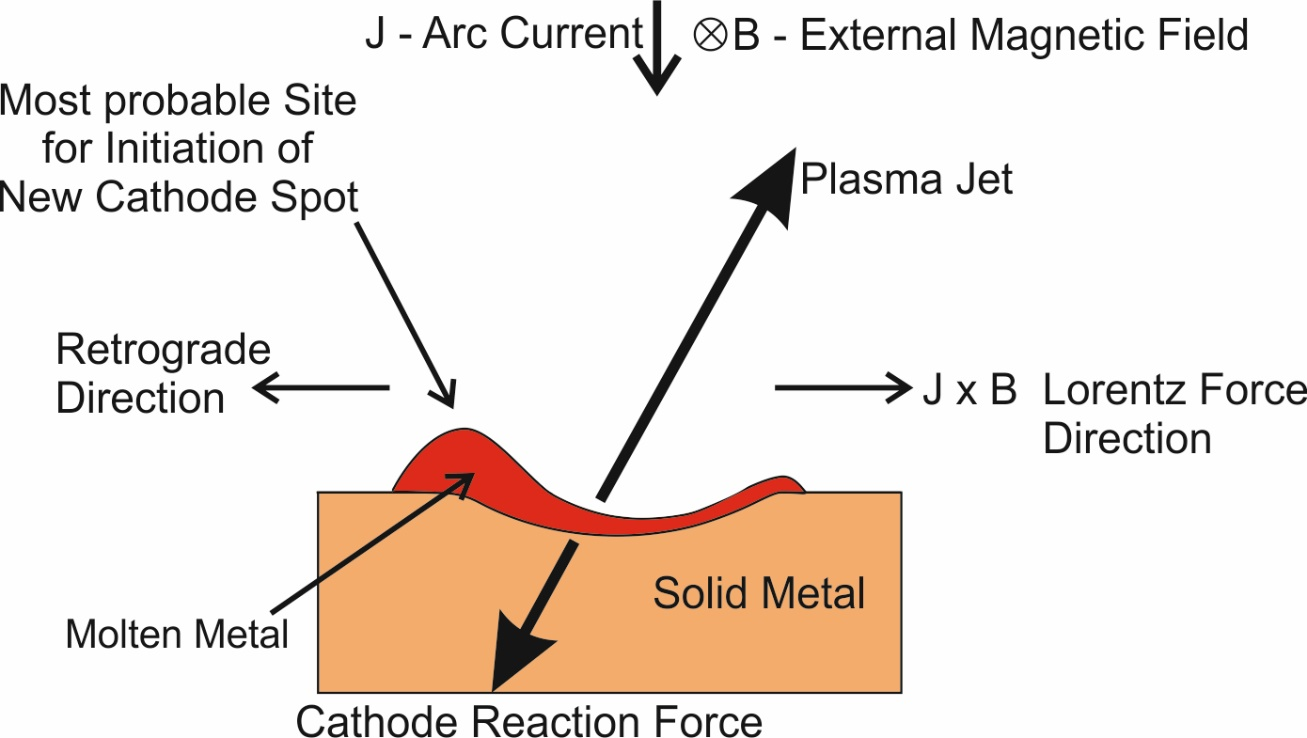 J - Arc Current
⊗B - External Magnetic Field
Most probable Site
for Initiation of
New Cathode Spot
Plasma Jet
Retrograde
Direction
J x B Lorentz Force
Direction
Solid Metal
Molten Metal
Cathode Reaction Force